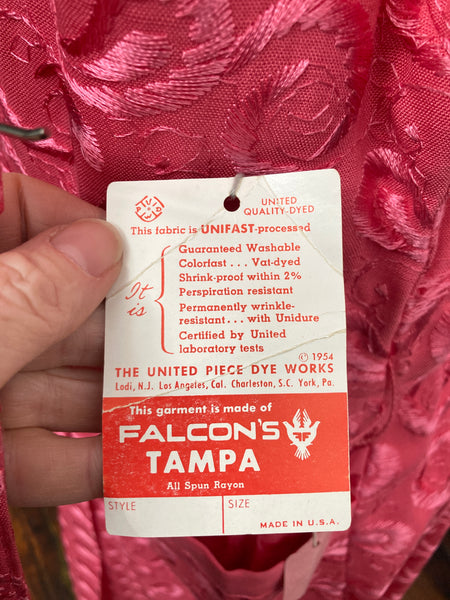 UNITED
QUALITY-DYED
This fabric is UNIFAST-processed
It is
Guaranteed Washable
Colorfast... Vat-dyed
Shrink-proof within 2%
Perspiration resistant
Permanently wrinkle-
resistant... with Unidure
Certified by United
laboratory tests
© 1954
THE UNITED PIECE DYE WORKS
Lodi, N.J. Los Angeles, Cal. Charleston, S.C. York, Pa.
This garment is made of
FALCON'S
TAMPA
All Spun Rayon
STYLE SIZE
MADE IN U.S.A.